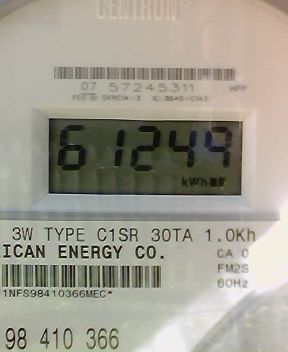 CENTRON®
07 57245311
61249
kWh
3W TYPE C1SR 30TA 1.0Kh
ICAN ENERGY CO.
CA 0
FM2S
60Hz
1NFS98410366MEC*
98 410 366